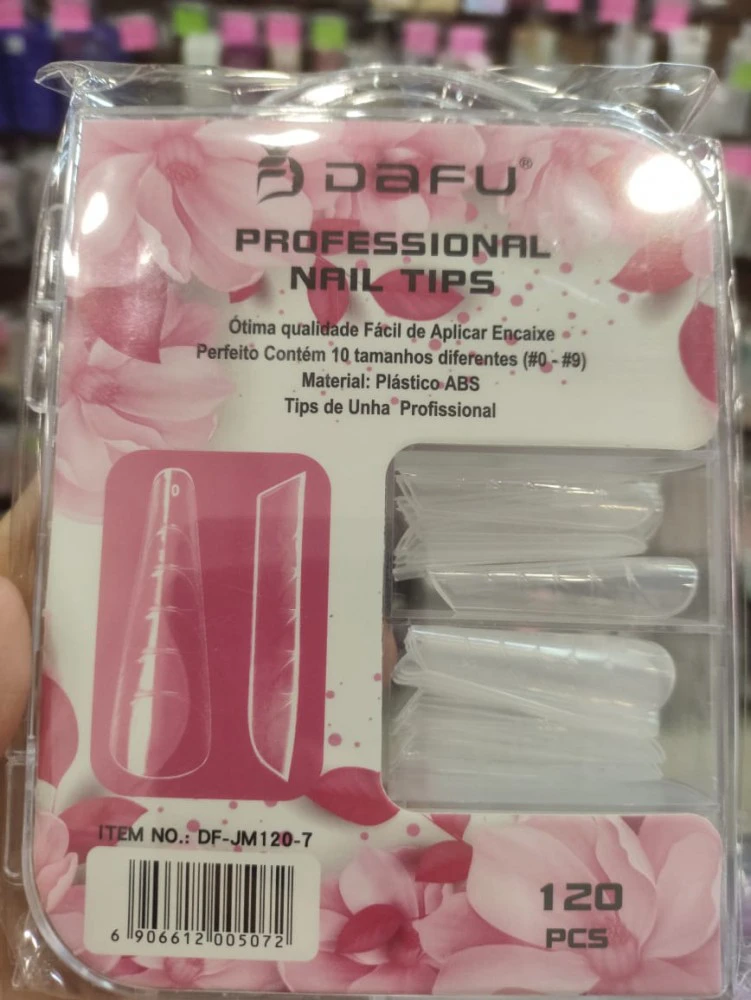 DAFU®
PROFESSIONAL
NAIL TIPS
Ótima qualidade Fácil de Aplicar Encaixe
Perfeito Contém 10 tamanhos diferentes (#0 - #9)
Material: Plástico ABS
Tips de Unha Profissional
0
ITEM NO.: DF-JM120-7
6 906612 005072
120
PCS